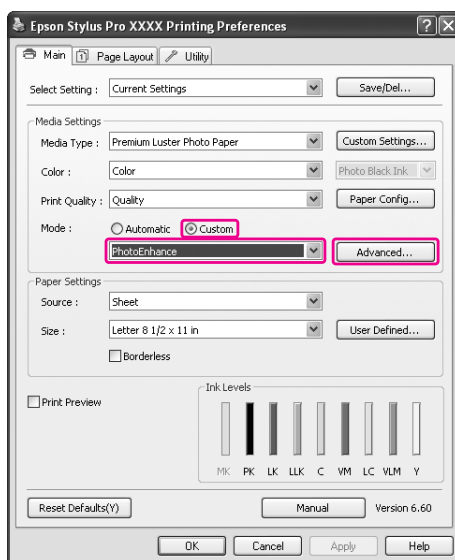 Epson Stylus Pro XXXX Printing Preferences
Main Page Layout Utility
Select Setting : Current Settings Save/Del...
Media Settings
Media Type : Premium Luster Photo Paper Custom Settings...
Color : Color Photo Black Ink
Print Quality : Quality Paper Config...
Mode : Automatic Custom
PhotoEnhance Advanced...
Paper Settings
Source : Sheet
Size : Letter 8 1/2 x 11 in User Defined...
Borderless
Print Preview
Ink Levels
MK PK LK LLK C VM LC VLM Y
Reset Defaults(Y) Manual Version 6.60
OK Cancel Apply Help